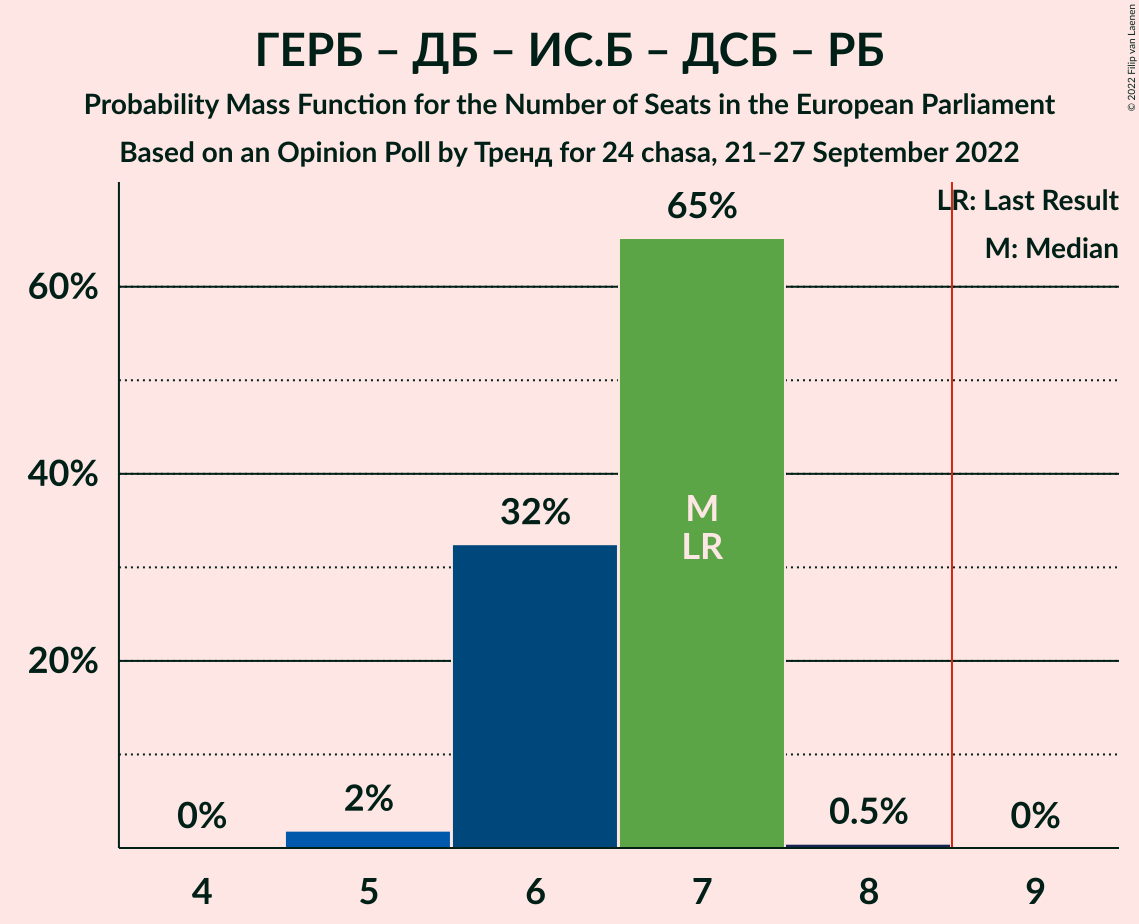 ГЕРБ – ДБ – ИС.Б – ДСБ – РБ
Probability Mass Function for the Number of Seats in the European Parliament
Based on an Opinion Poll by Тренд for 24 chasa, 21–27 September 2022
© 2022 Filip van Laenen
LR: Last Result
M: Median
65%
60%
40%
32%
M
LR
20%
2%
0%
0.5%
0%
4 5 6 7 8 9